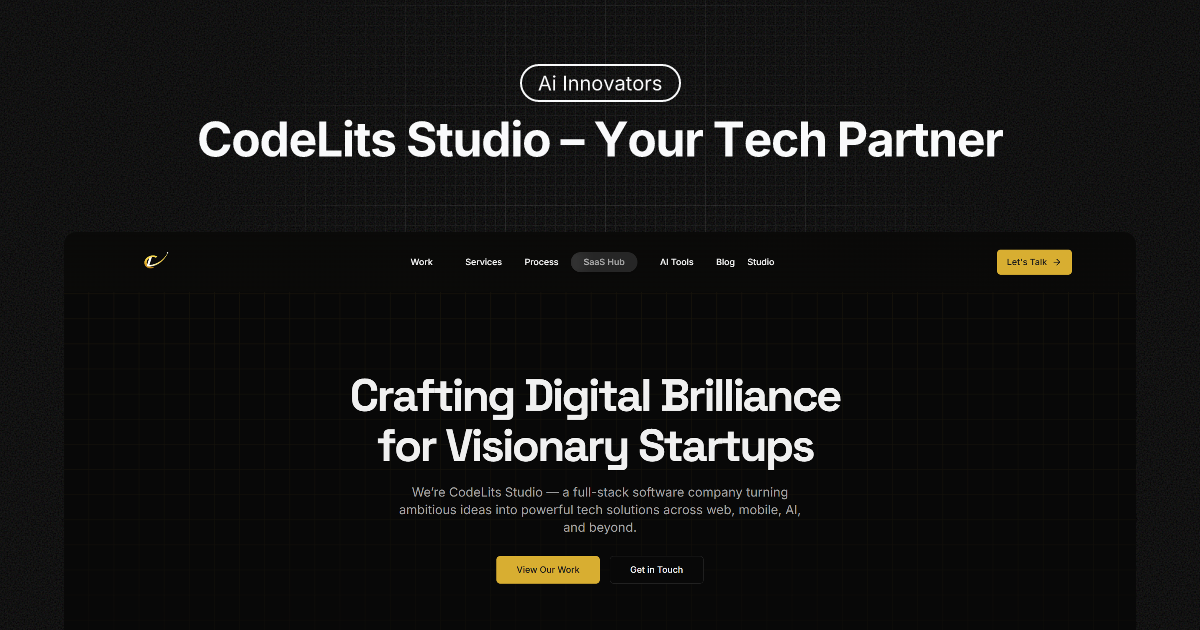 Ai Innovators
CodeLits Studio – Your Tech Partner
Work Services Process SaaS Hub AI Tools Blog Studio Let's Talk →
Crafting Digital Brilliance
for Visionary Startups
We're CodeLits Studio — a full-stack software company turning
ambitious ideas into powerful tech solutions across web, mobile, AI,
and beyond.
View Our Work Get in Touch